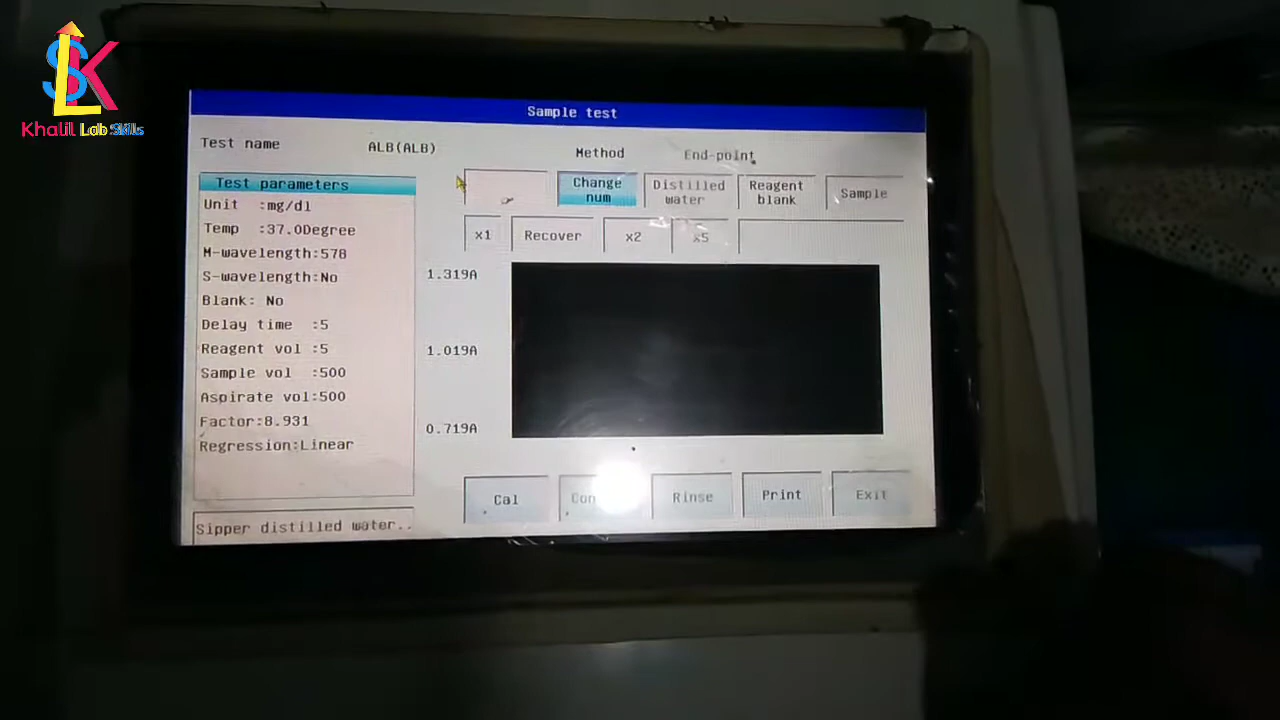 SLK
Khalil Lab Skills
Sample test
Test name ALB(ALB) Method End-point
Test parameters
Unit :mg/dl
Temp :37.0Degree
M-wavelength:578
S-wavelength:No
Blank: No
Delay time :5
Reagent vol :5
Sample vol :500
Aspirate vol:500
Factor:8.931
Regression:Linear
Sipper distilled water..
Change num
Distilled water
Reagent blank
Sample
x1 Recover x2 x5
1.319A
1.019A
0.719A
Cal Rinse Print Exit